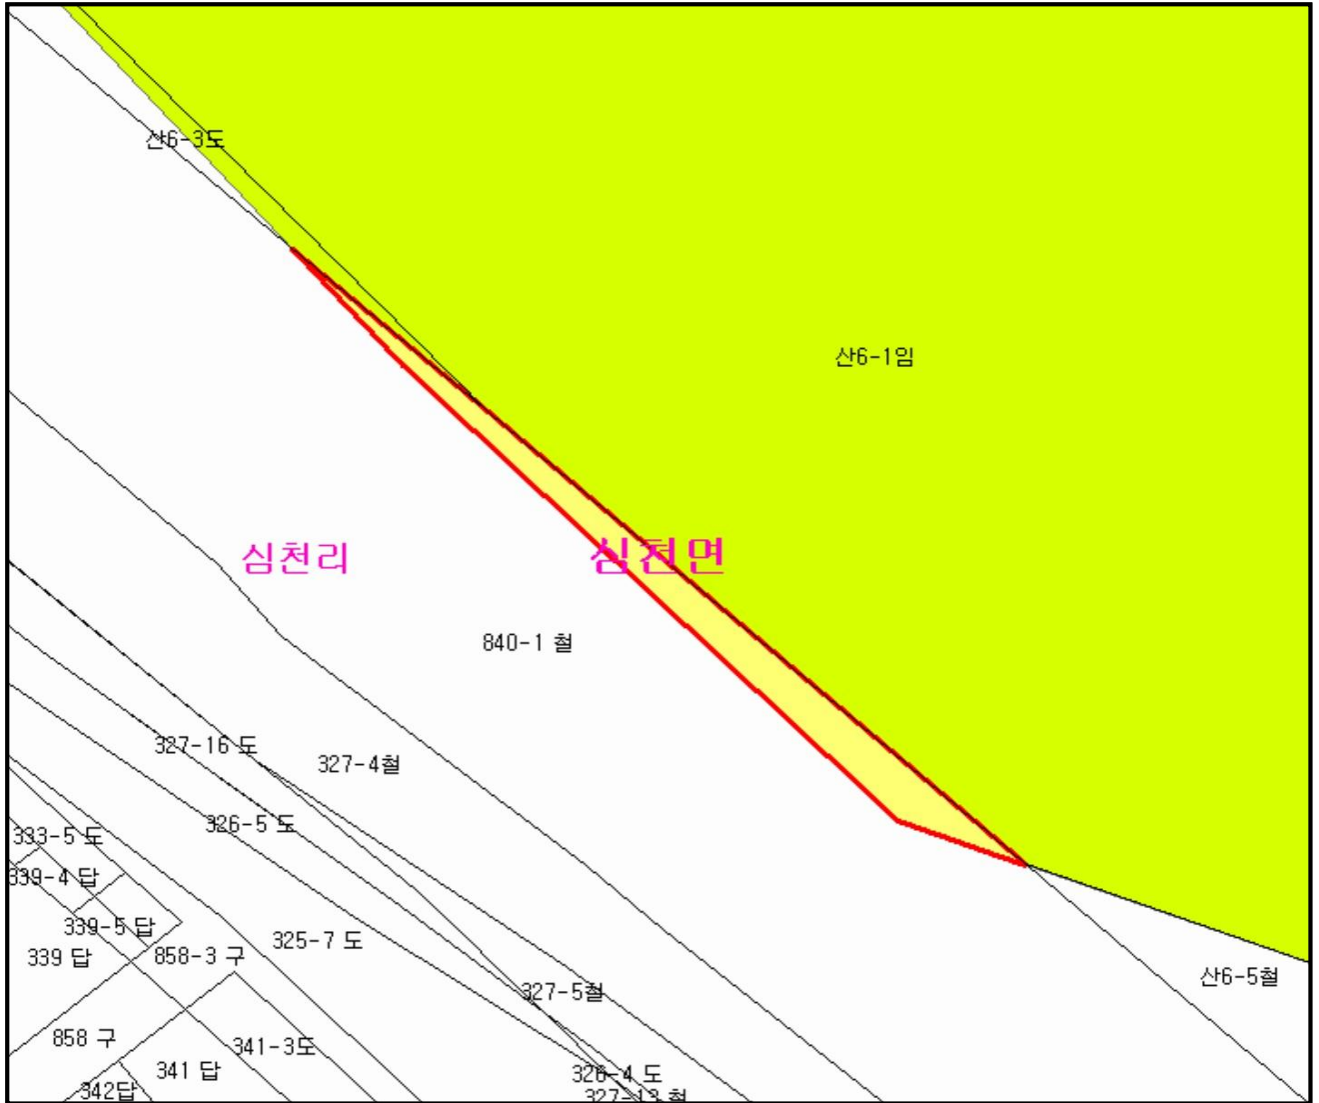 산6-3도
산6-1임
심천리
심천면
840-1 철
327-16 도
327-4철
326-5 도
333-5 도
339-4 답
339-5 답
325-7 도
339 답
858-3 구
산6-5철
327-5철
858 구
341-3도
341 답
326-4 도
342답
327-13 철